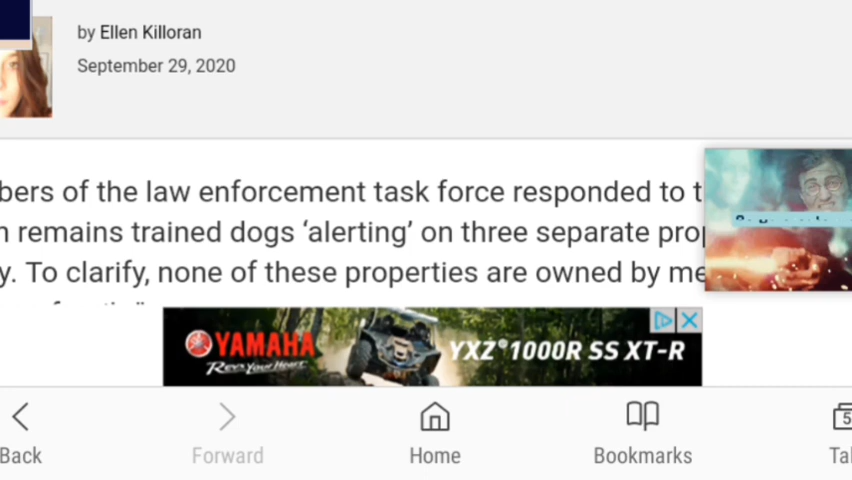 by Ellen Killoran
September 29, 2020
bers of the law enforcement task force responded to t
n remains trained dogs ‘alerting’ on three separate prop
y. To clarify, none of these properties are owned by me
YAMAHA
Revs Your Heart
YXZ®1000R SS XT-R
Back
Forward
Home
Bookmarks
5
Tal